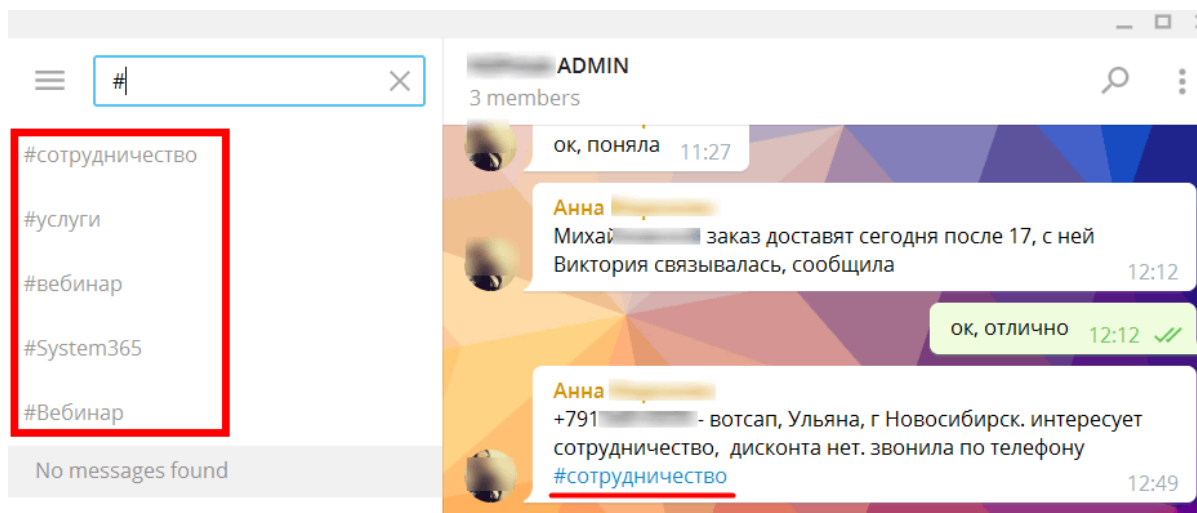 #
#сотрудничество
#услуги
#вебинар
#System365
#Вебинар
No messages found
ADMIN
3 members
ок, поняла 11:27
Анна
заказ доставят сегодня после 17, с ней
Виктория связывалась, сообщила 12:12
ок, отлично 12:12
Анна
+791 - вотсап, Ульяна, г Новосибирск. интересует
сотрудничество, дисконта нет. звонила по телефону
#сотрудничество 12:49